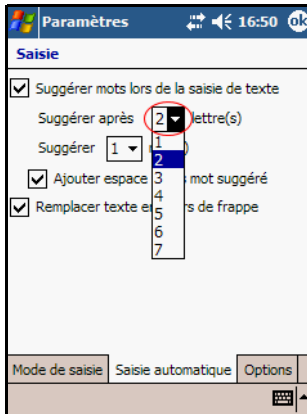 Paramètres 16:50 ok
Saisie
Suggérer mots lors de la saisie de texte
Suggérer après 2 lettre(s)
Suggérer 1
1
2
3
4
5
6
7
Ajouter espace mot suggéré
Remplacer texte rs de frappe
Mode de saisie Saisie automatique Options